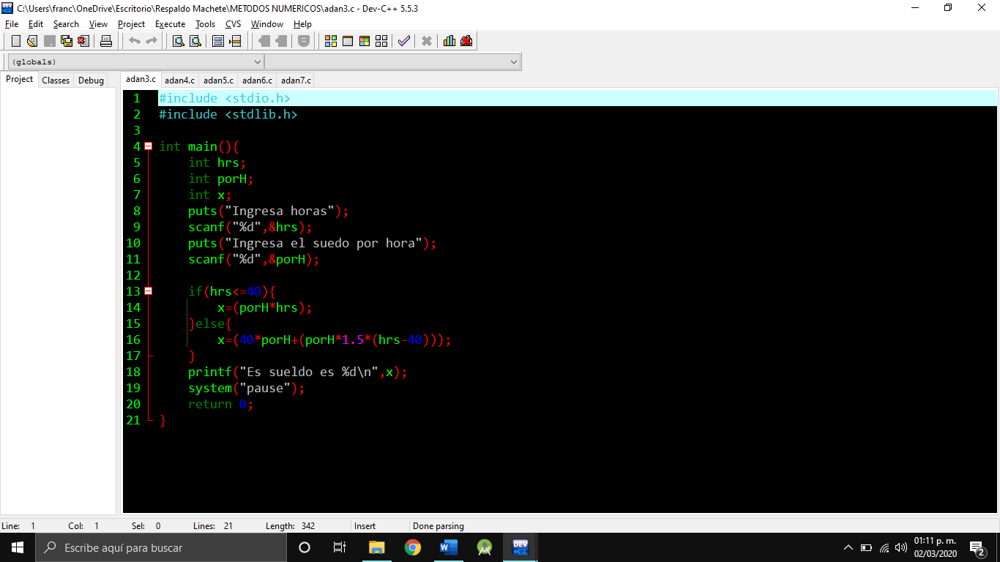 C:\Users\franc\OneDrive\Escritorio\Respaldo Machete\METODOS NUMERICOS\adan3.c - Dev-C++ 5.5.3
File Edit Search View Project Execute Tools CVS Window Help
(globals)
Project Classes Debug adan3.c adan4.c adan5.c adan6.c adan7.c
1 #include <stdio.h>
2 #include <stdlib.h>
3
4 int main(){
5 int hrs;
6 int porH;
7 int x;
8 puts("Ingresa horas");
9 scanf("%d",&hrs);
10 puts("Ingresa el suedo por hora");
11 scanf("%d",&porH);
12
13 if(hrs<=40){
14 x=(porH*hrs);
15 }else{
16 x=(40*porH+(porH*1.5*(hrs-40)));
17 }
18 printf("Es sueldo es %d\n",x);
19 system("pause");
20 return 0;
21 }
Line: 1 Col: 1 Sel: 0 Lines: 21 Length: 342 Insert Done parsing
Escribe aquí para buscar
DEV C++
01:11 p. m.
02/03/2020
2